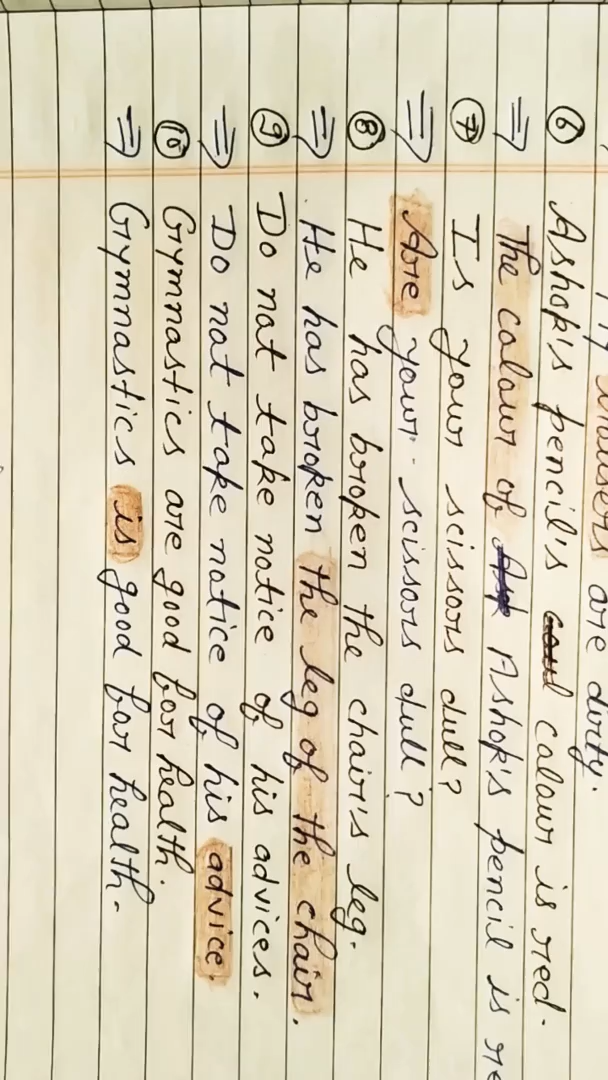 trousers are dirty.
⑥ Ashok's pencil's colour is red.
⇒ The colour of Ashok's pencil is re
⑦ Is your scissors dull?
⇒ Are your scissors dull?
⑧ He has broken the chair's leg.
⇒ He has broken the leg of the chair.
⑨ Do not take notice of his advices.
⇒ Do not take notice of his advice.
⑩ Gymnastics are good for health.
⇒ Gymnastics is good for health.